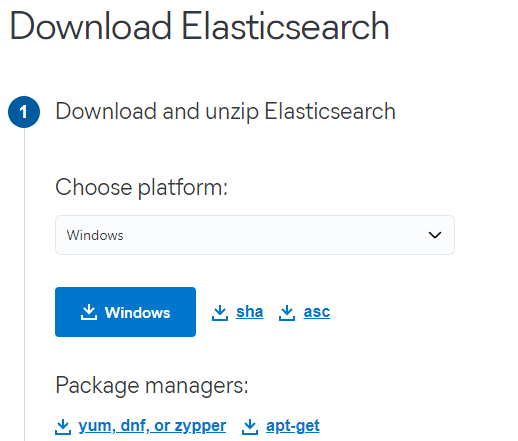 Download Elasticsearch
1 Download and unzip Elasticsearch
Choose platform:
Windows
Windows sha asc
Package managers:
yum, dnf, or zypper apt-get